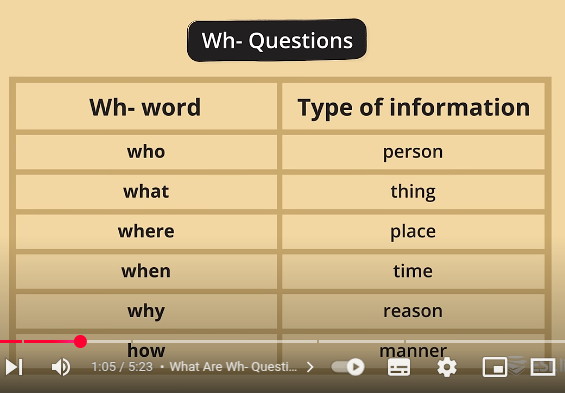 Wh- Questions
Wh- word Type of information
who person
what thing
where place
when time
why reason
how manner
1:05 / 5:23 • What Are Wh- Questi...